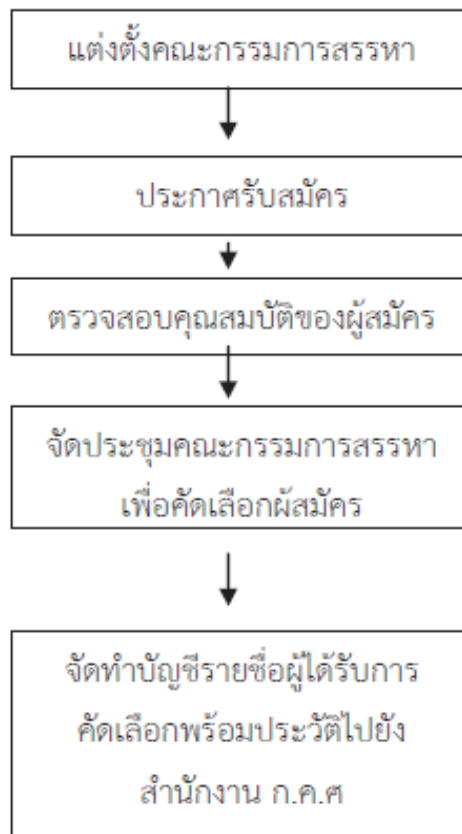 แต่งตั้งคณะกรรมการสรรหา
ประกาศรับสมัคร
ตรวจสอบคุณสมบัติของผู้สมัคร
จัดประชุมคณะกรรมการสรรหา
เพื่อคัดเลือกผัสมัคร
จัดทำบัญชีรายชื่อผู้ได้รับการ
คัดเลือกพร้อมประวัติไปยัง
สำนักงาน ก.ค.ศ